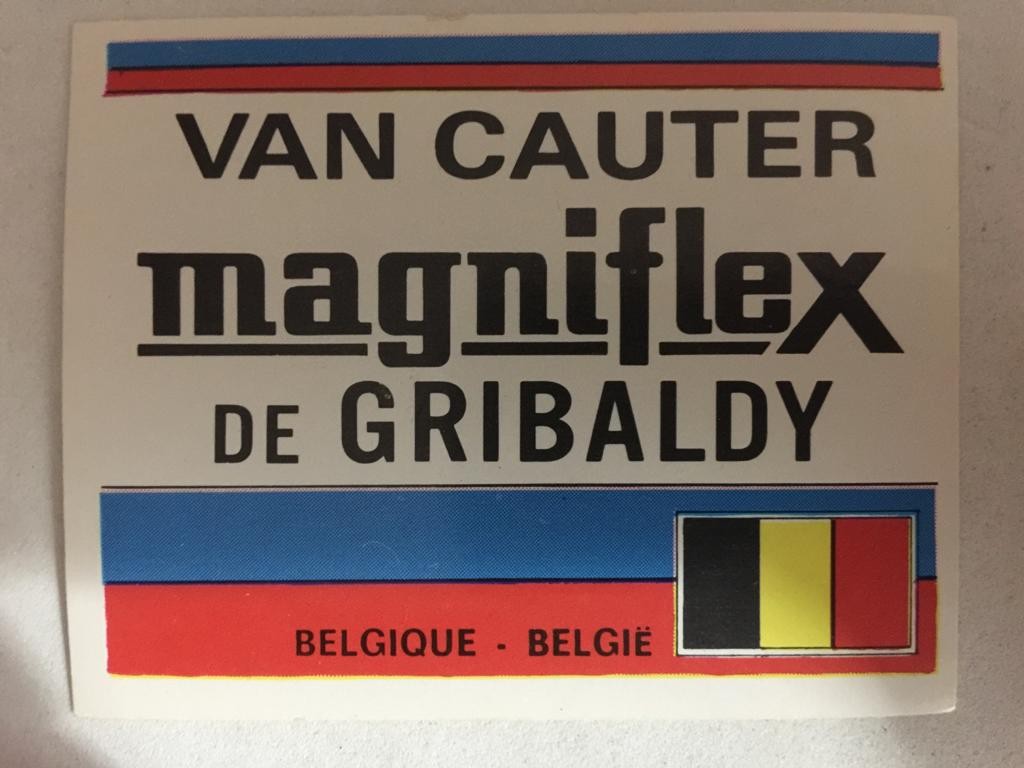 VAN CAUTER
magniflex
DE GRIBALDY
BELGIQUE - BELGIË